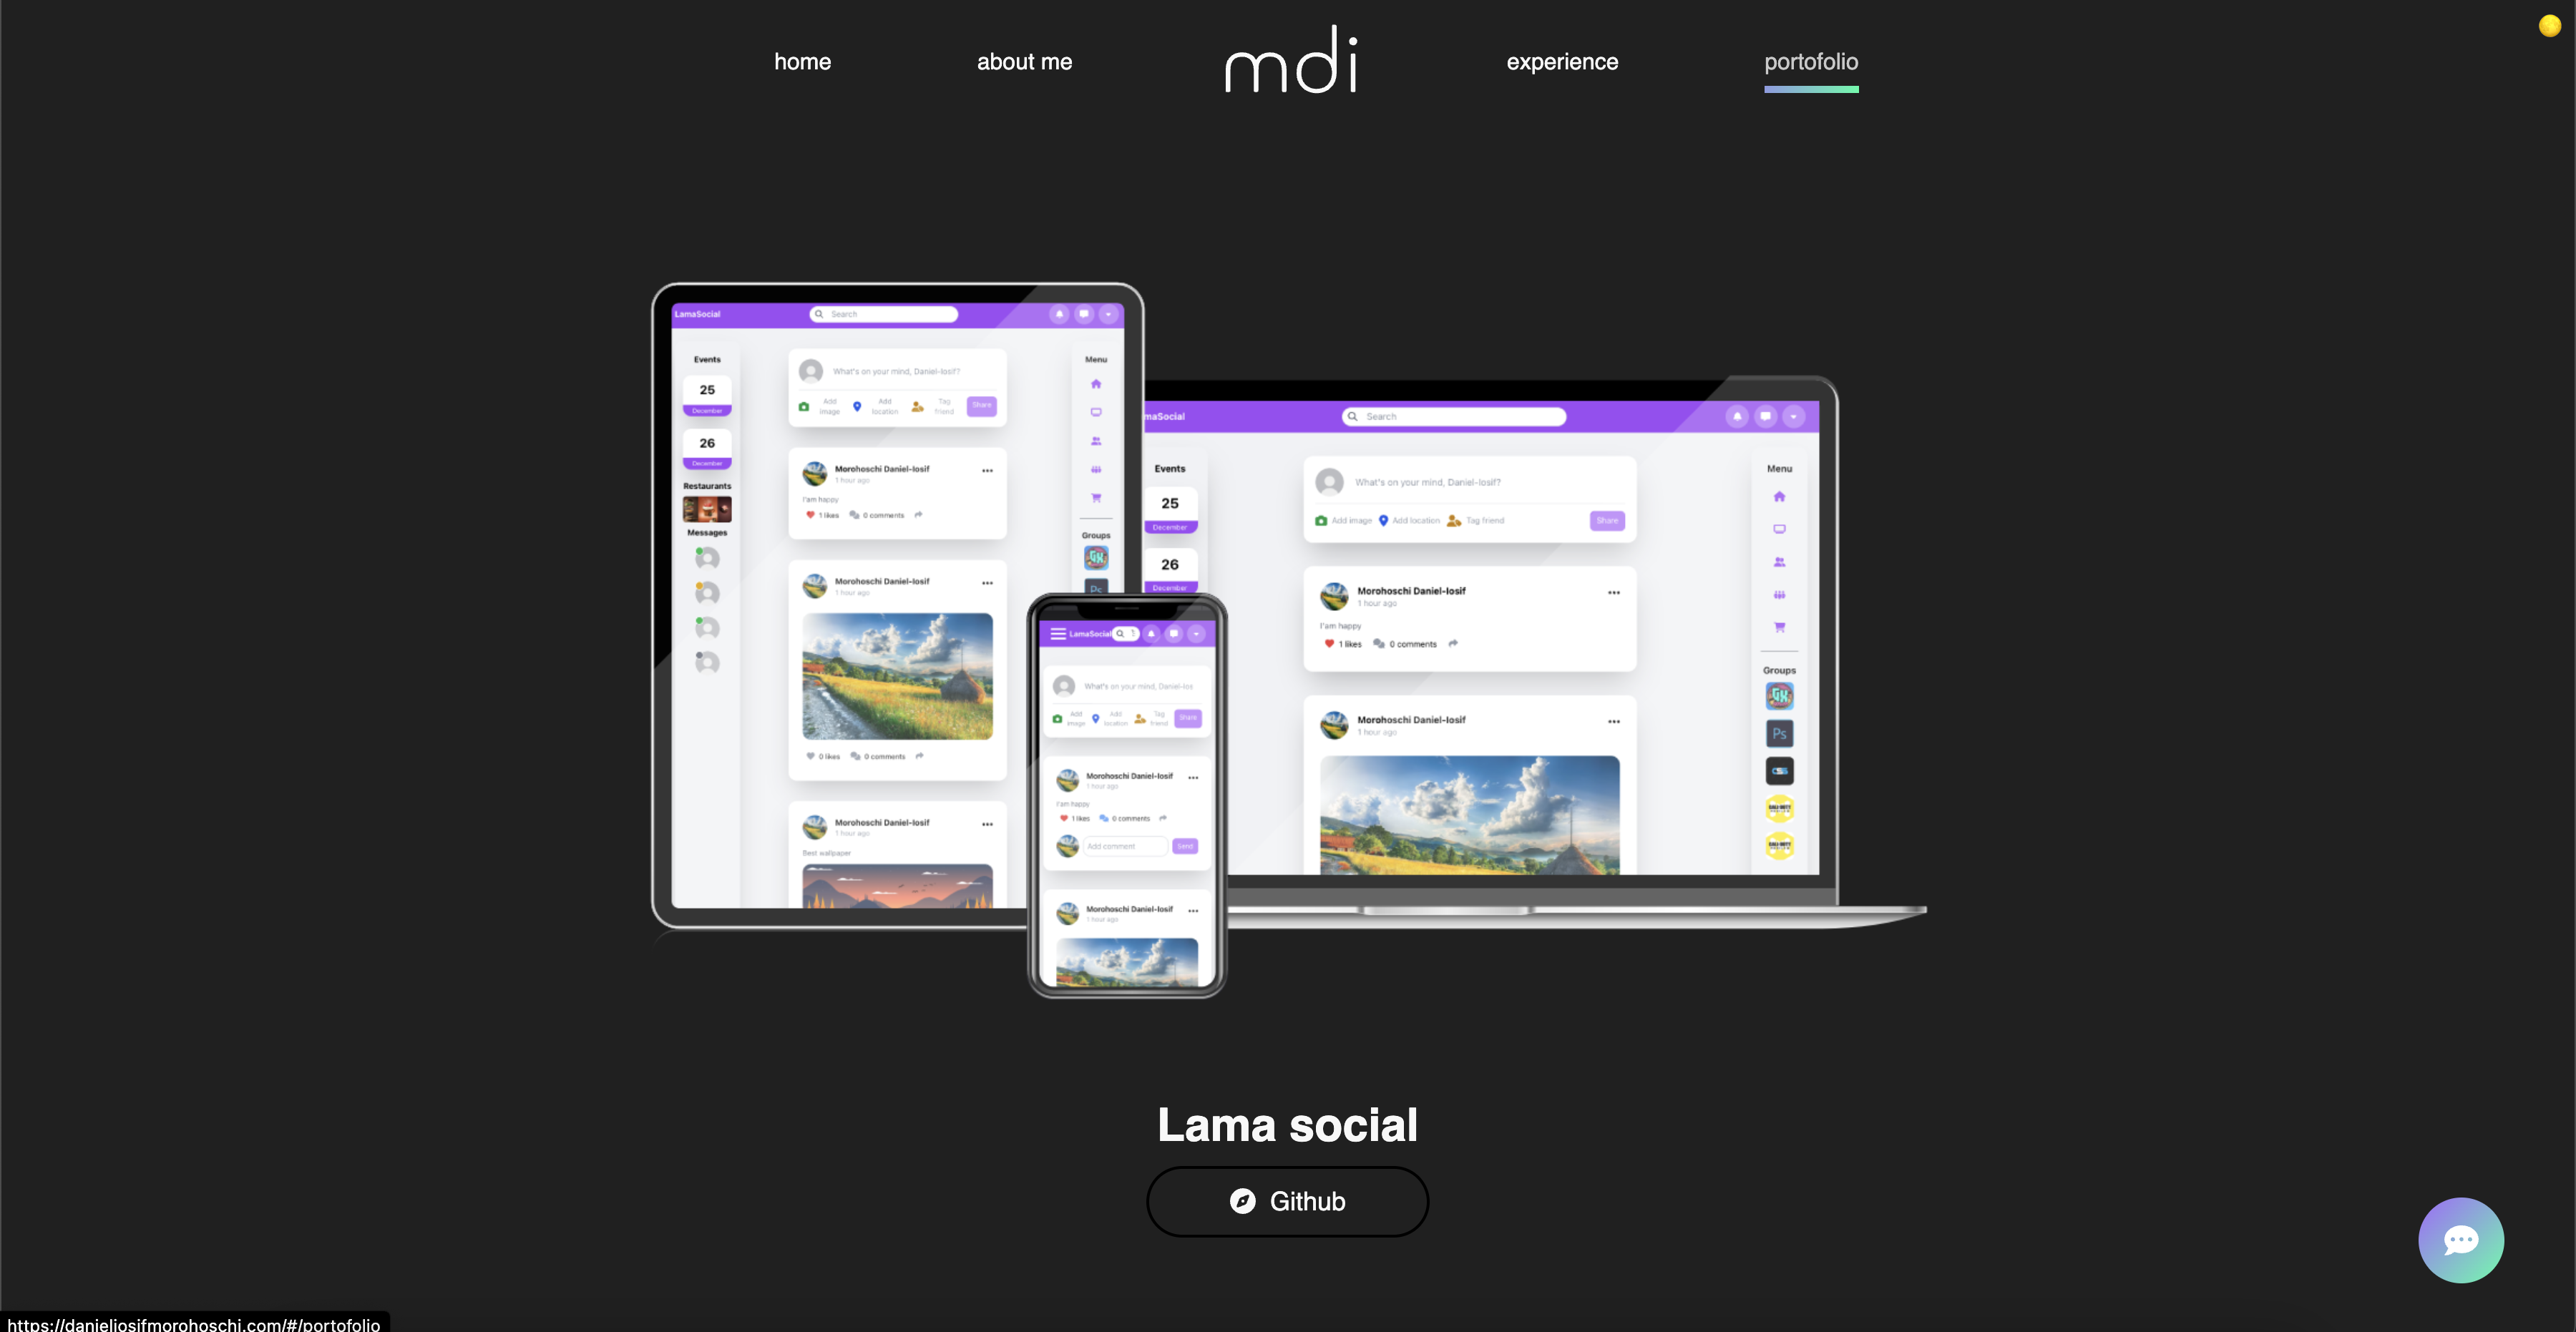 home
about me
mdi
experience
portofolio
LamaSocial
Search
Events
25
December
26
December
Restaurants
Messages
What's on your mind, Daniel-Iosif?
Add image
Add location
Tag friend
Share
Morohoschi Daniel-Iosif
1 hour ago
I'am happy
1 likes
0 comments
Morohoschi Daniel-Iosif
1 hour ago
0 likes
0 comments
Morohoschi Daniel-Iosif
1 hour ago
Best wallpaper
Menu
Groups
Ps
LamaSocial
What's on your mind, Daniel-Ios
Add image
Add location
Tag friend
Share
Morohoschi Daniel-Iosif
1 hour ago
I'am happy
1 likes
0 comments
Add comment
Send
Morohoschi Daniel-Iosif
1 hour ago
maSocial
Search
Events
25
December
26
December
What's on your mind, Daniel-Iosif?
Add image
Add location
Tag friend
Share
Morohoschi Daniel-Iosif
1 hour ago
I'am happy
1 likes
0 comments
Morohoschi Daniel-Iosif
1 hour ago
Menu
Groups
GX
Ps
CSS
Lama social
Github
https://danieliosifmorohoschi.com/#/portofolio